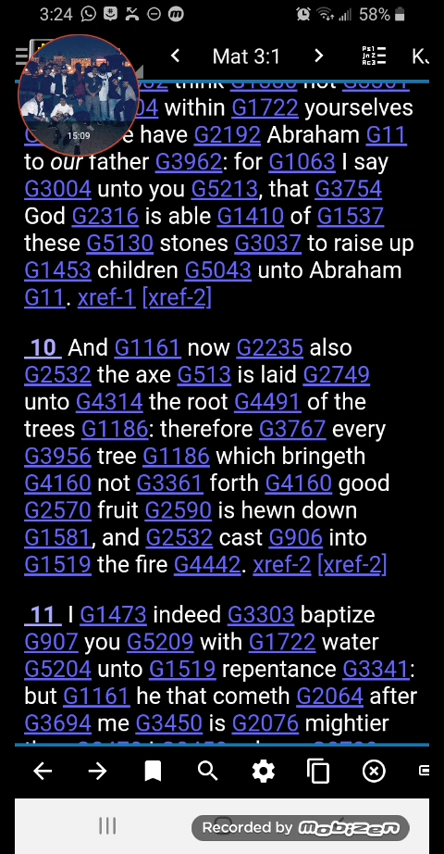 3:24 58%
Mat 3:1 K
think not
within G1722 yourselves
e have G2192 Abraham G11
15:09
to our father G3962: for G1063 I say
G3004 unto you G5213, that G3754
God G2316 is able G1410 of G1537
these G5130 stones G3037 to raise up
G1453 children G5043 unto Abraham
G11. xref-1 [xref-2]
10 And G1161 now G2235 also
G2532 the axe G513 is laid G2749
unto G4314 the root G4491 of the
trees G1186: therefore G3767 every
G3956 tree G1186 which bringeth
G4160 not G3361 forth G4160 good
G2570 fruit G2590 is hewn down
G1581, and G2532 cast G906 into
G1519 the fire G4442. xref-2 [xref-2]
11 I G1473 indeed G3303 baptize
G907 you G5209 with G1722 water
G5204 unto G1519 repentance G3341:
but G1161 he that cometh G2064 after
G3694 me G3450 is G2076 mightier
Recorded by Mobizen